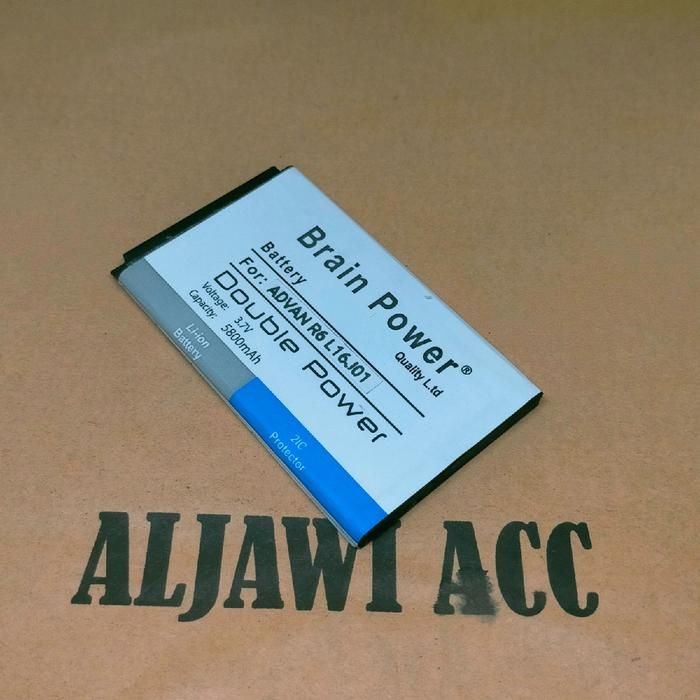 Brain Power®
Quality L.td
Battery
For: ADVAN R6 L16J01
Double Power
Voltage: 3.7V
Capacity: 5800mAh
Li-ion
Battery
2IC
Protector
ALJAWI ACC